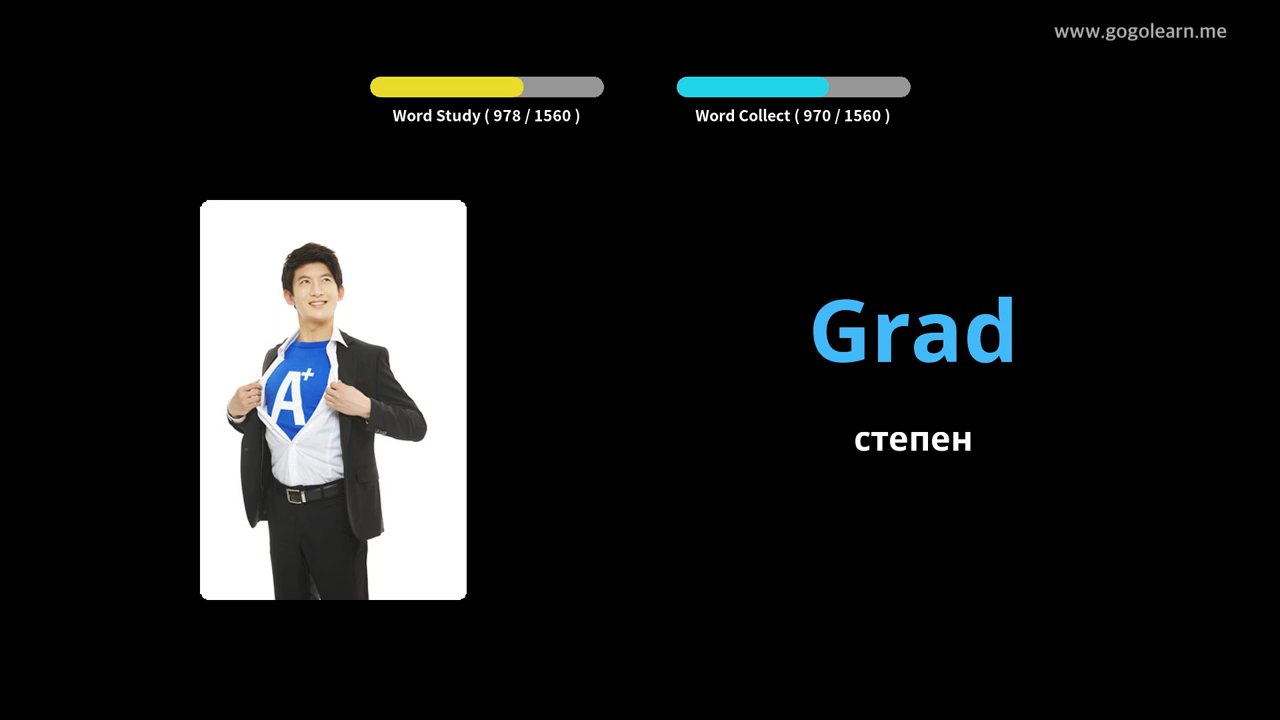 www.gogolearn.me
Word Study ( 978 / 1560 )
Word Collect ( 970 / 1560 )
A+
Grad
степен